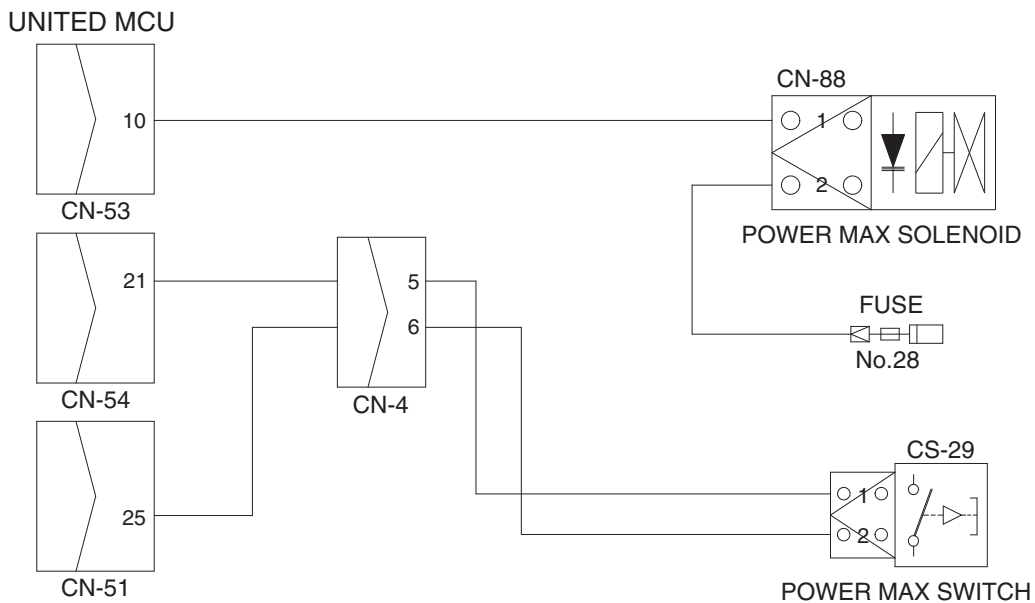 UNITED MCU
10
CN-53
CN-88
1
2
POWER MAX SOLENOID
21
CN-54
5
6
CN-4
FUSE
No.28
25
CN-51
CS-29
1
2
POWER MAX SWITCH